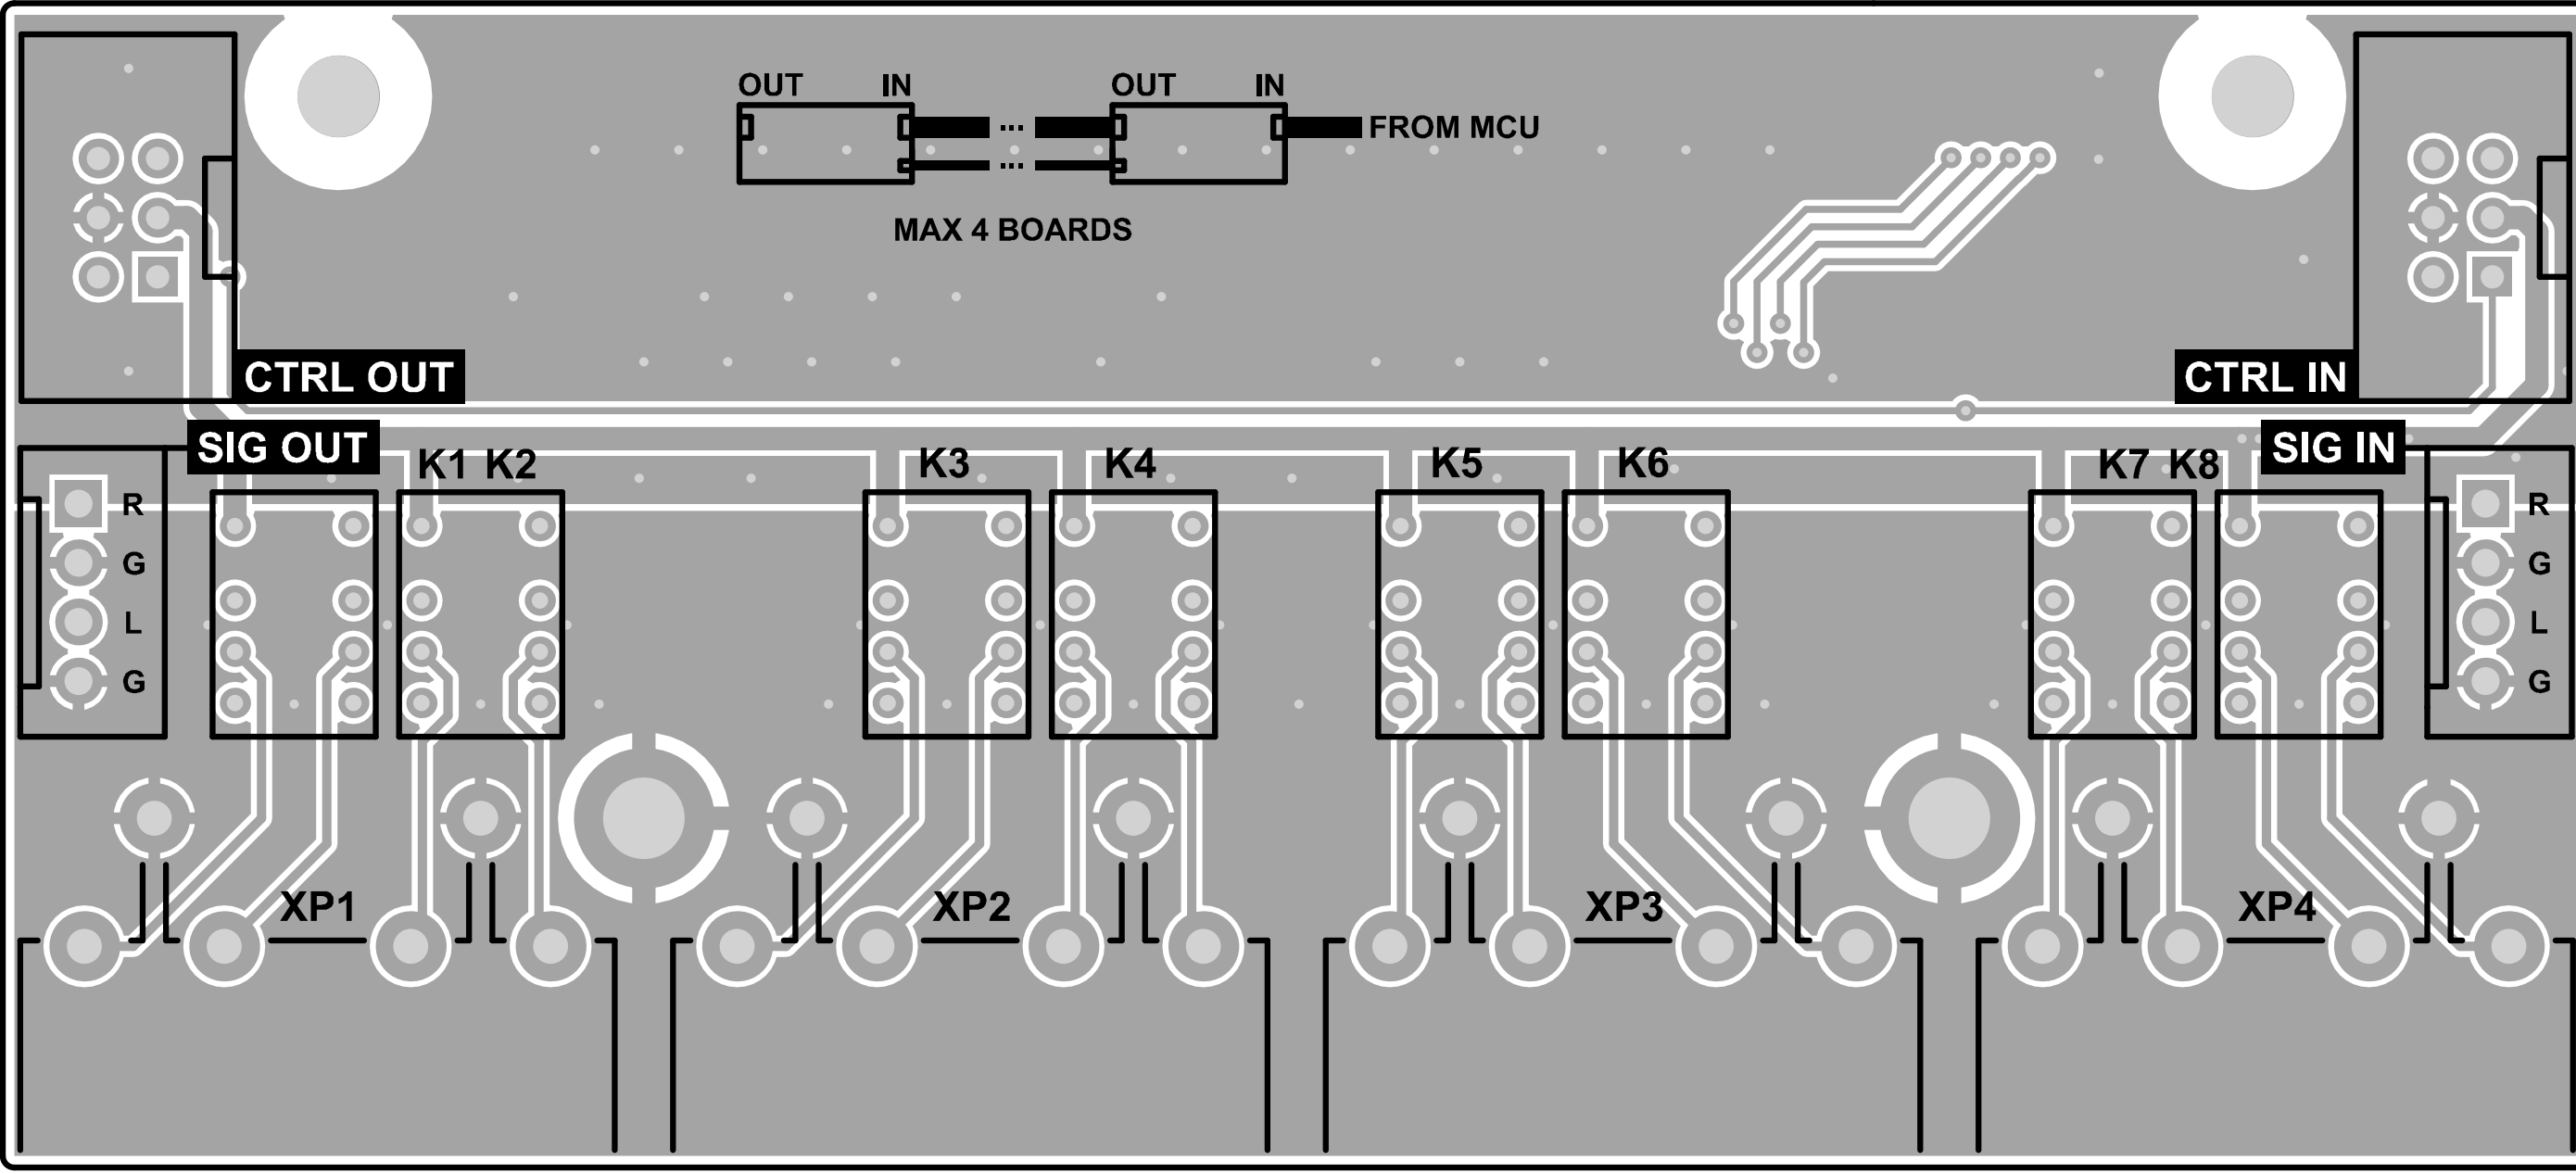 OUT IN OUT IN
FROM MCU
MAX 4 BOARDS
CTRL OUT
CTRL IN
SIG OUT
K1 K2 K3 K4 K5 K6 K7 K8
SIG IN
R R
G G
L L
G G
XP1 XP2 XP3 XP4